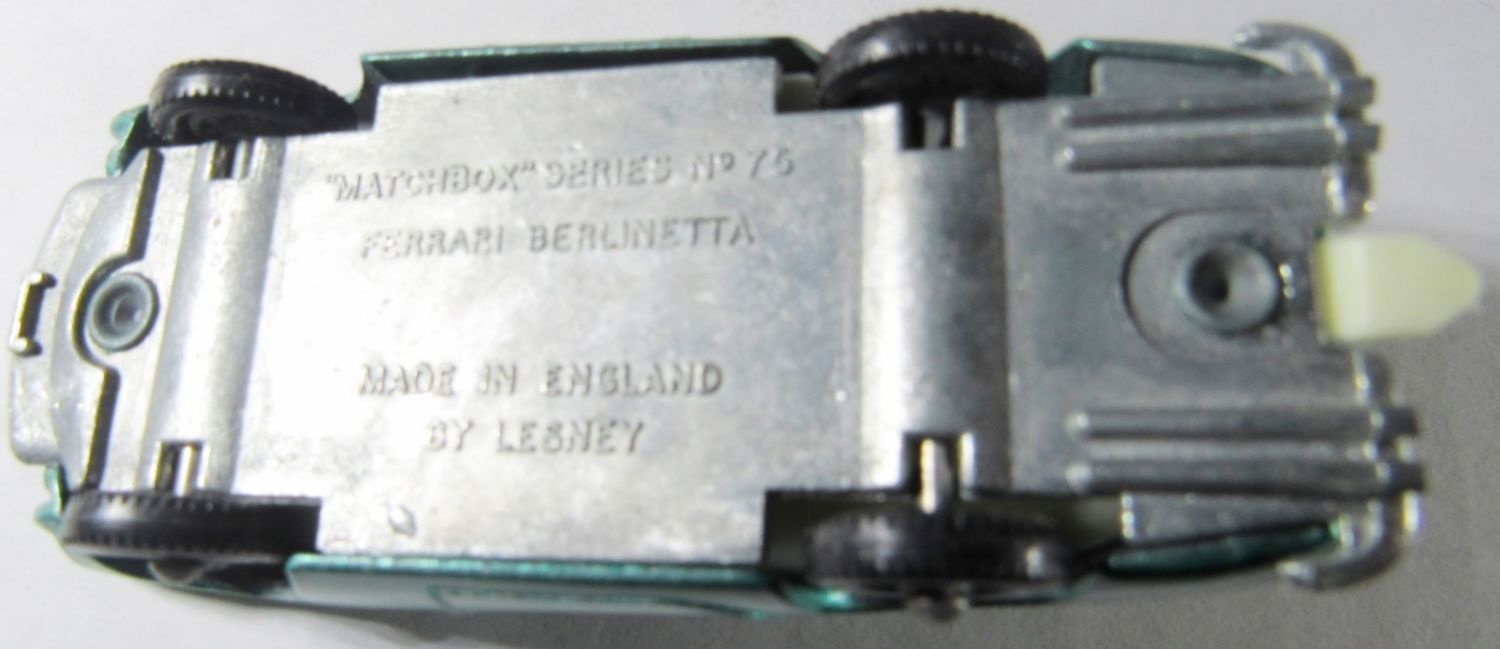 "MATCHBOX" SERIES Nº 75
FERRARI BERLINETTA
MADE IN ENGLAND
BY LESNEY